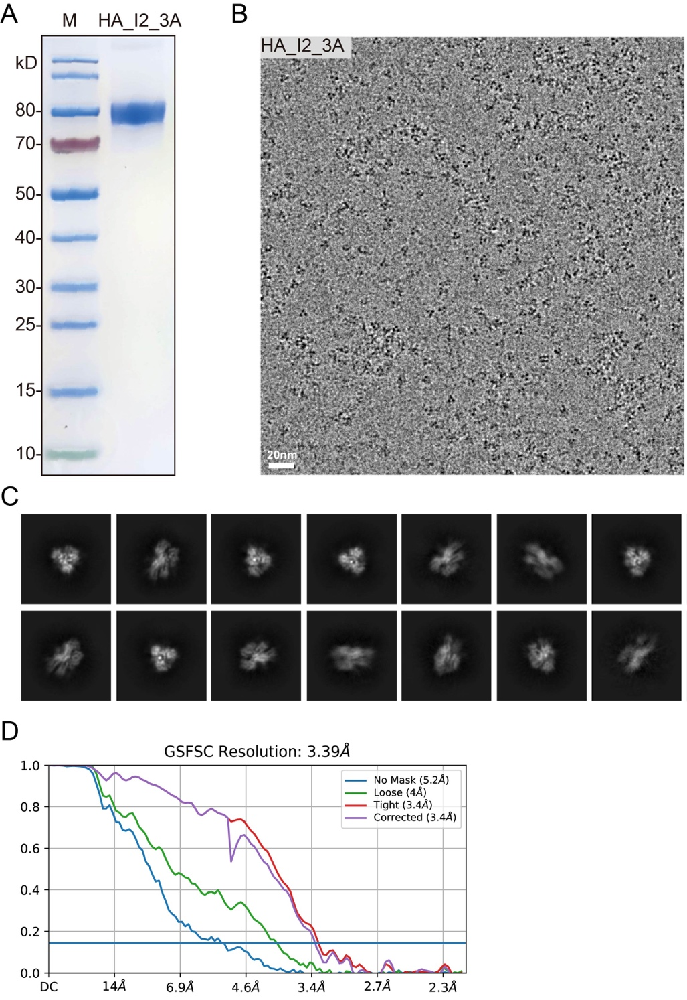 A
B
M HA_I2_3A
kD
80
70
50
40
30
25
15
10
HA_I2_3A
20nm
C
D
GSFSC Resolution: 3.39Å
No Mask (5.2Å)
Loose (4Å)
Tight (3.4Å)
Corrected (3.4Å)
1.0
0.8
0.6
0.4
0.2
0.0
DC 14Å 6.9Å 4.6Å 3.4Å 2.7Å 2.3Å